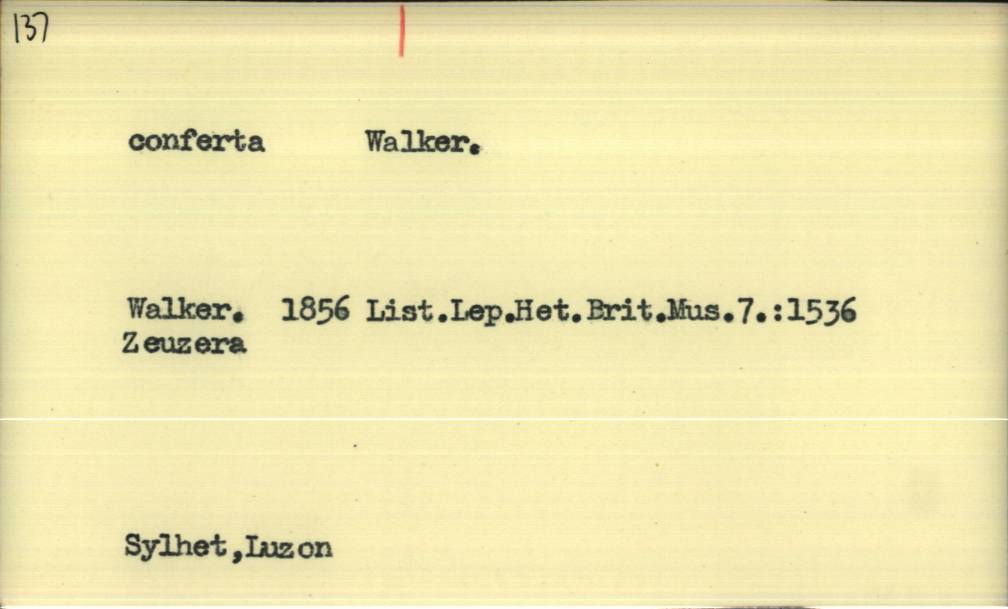 137
conferta Walker.
Walker. 1856 List.Lep.Het.Brit.Mus.7.:1536
Zeuzera
Sylhet,Luzon